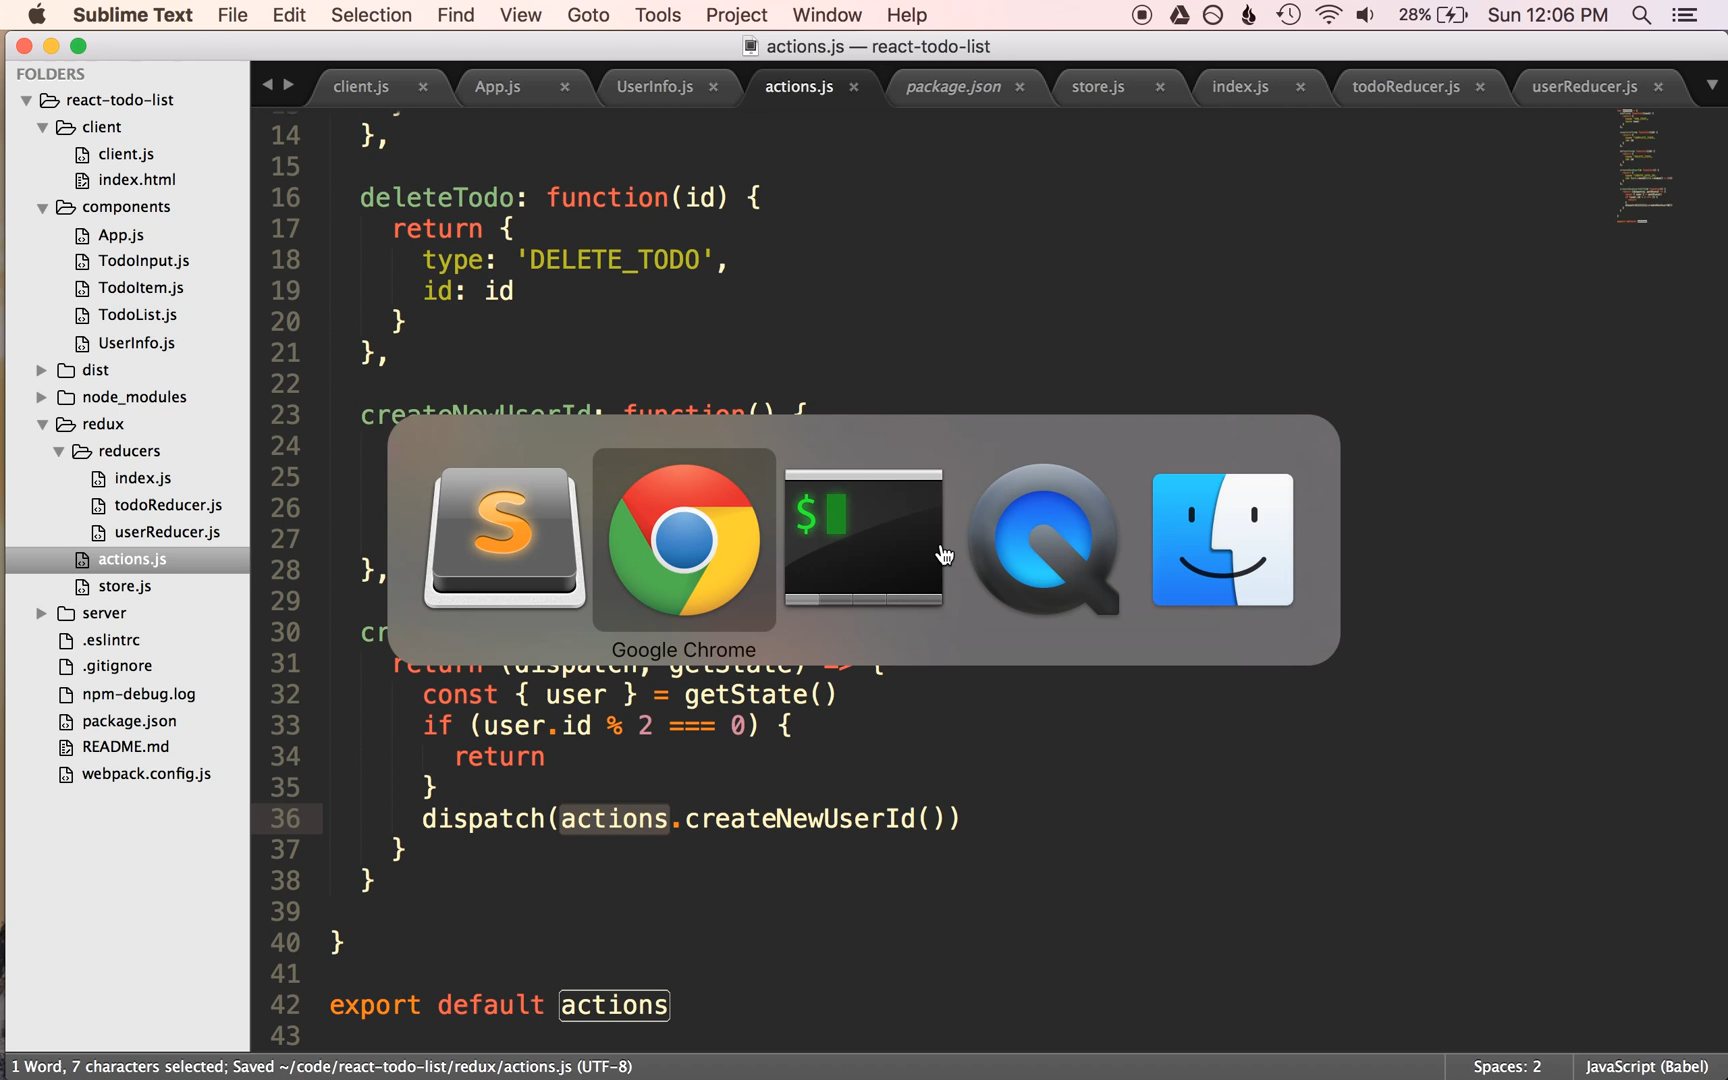 Sublime Text File Edit Selection Find View Goto Tools Project Window Help 28% Sun 12:06 PM
actions.js — react-todo-list
FOLDERS
react-todo-list
client
client.js
index.html
components
App.js
TodoInput.js
TodoItem.js
TodoList.js
UserInfo.js
dist
node_modules
redux
reducers
index.js
todoReducer.js
userReducer.js
actions.js
store.js
server
.eslintrc
.gitignore
npm-debug.log
package.json
README.md
webpack.config.js
client.js App.js UserInfo.js actions.js package.json store.js index.js todoReducer.js userReducer.js
14 },
15
16 deleteTodo: function(id) {
17 return {
18 type: 'DELETE_TODO',
19 id: id
20 }
21 },
22
23 createNewUserId: function() {
24
25
26
27
28 },
29
30 cr
31 return (dispatch, getState) => {
32 const { user } = getState()
33 if (user.id % 2 === 0) {
34 return
35 }
36 dispatch(actions.createNewUserId())
37 }
38 }
39
40 }
41
42 export default actions
43
S
$
Google Chrome
1 Word, 7 characters selected; Saved ~/code/react-todo-list/redux/actions.js (UTF-8) Spaces: 2 JavaScript (Babel)